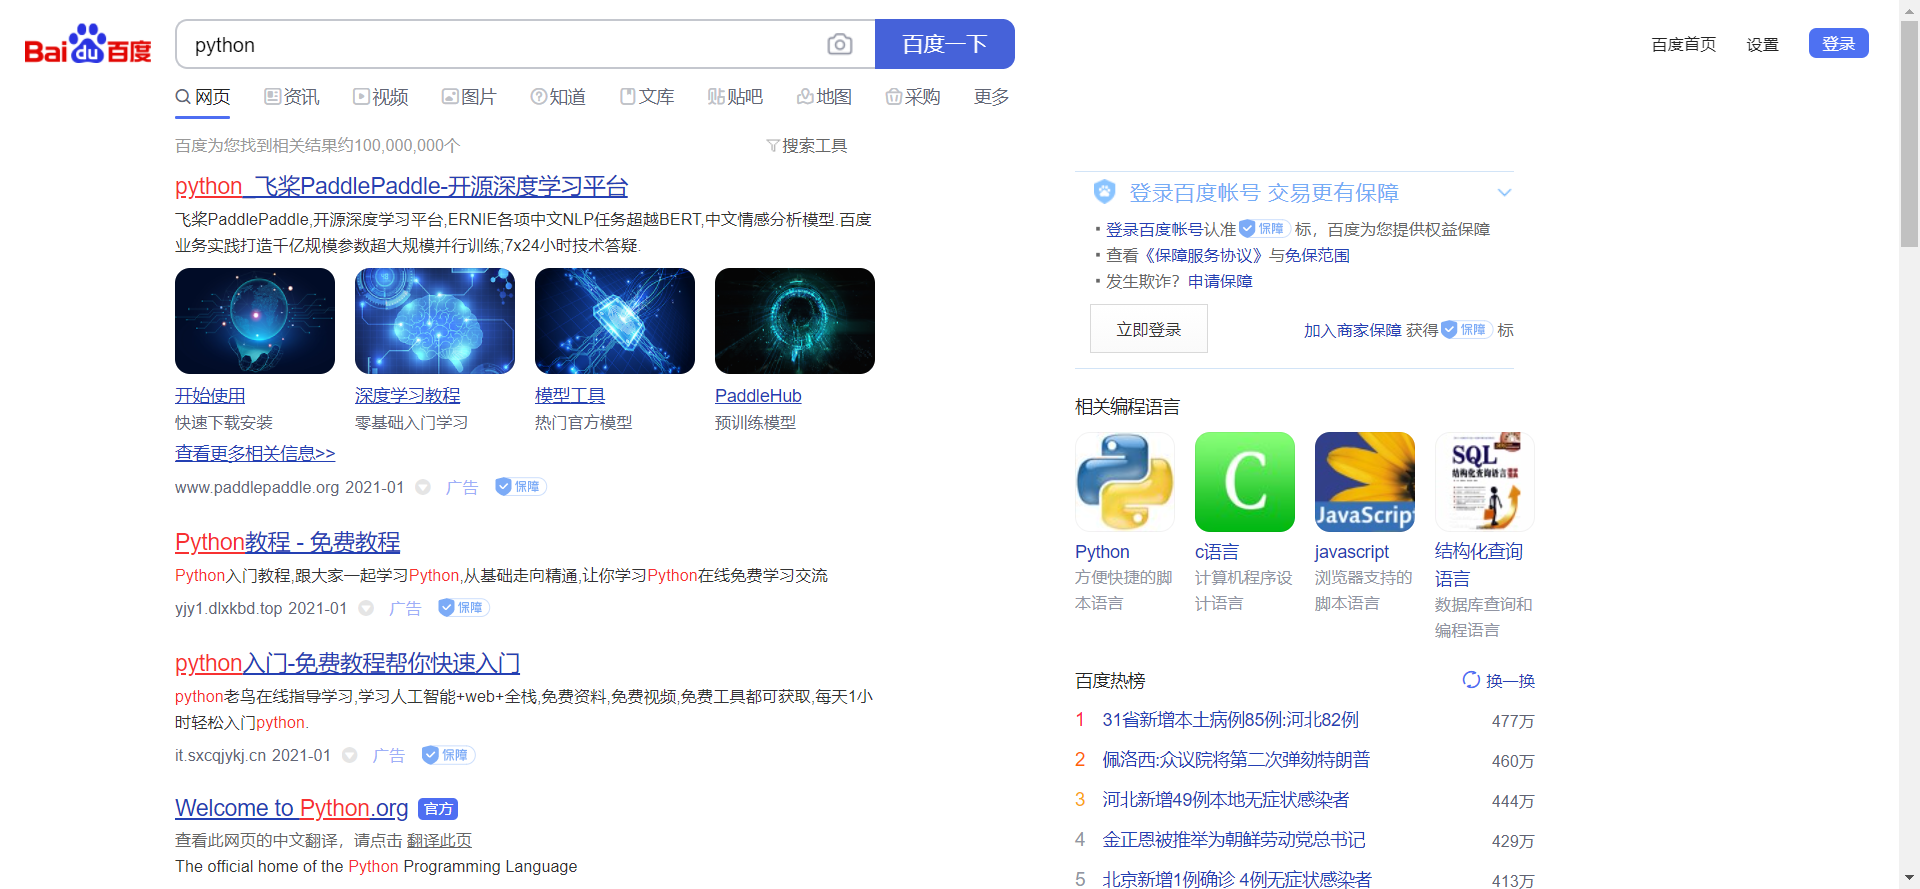 Bai du 百度
python
百度一下
百度首页 设置 登录
网页 资讯 视频 图片 知道 文库 贴吧 地图 采购 更多
百度为您找到相关结果约100,000,000个
搜索工具
python_飞桨PaddlePaddle-开源深度学习平台
飞桨PaddlePaddle,开源深度学习平台,ERNIE各项中文NLP任务超越BERT,中文情感分析模型.百度
业务实践打造千亿规模参数超大规模并行训练;7x24小时技术答疑.
开始使用 深度学习教程 模型工具 PaddleHub
快速下载安装 零基础入门学习 热门官方模型 预训练模型
查看更多相关信息>>
www.paddlepaddle.org 2021-01 广告 保障
Python教程 - 免费教程
Python入门教程,跟大家一起学习Python,从基础走向精通,让你学习Python在线免费学习交流
yjy1.dlxkbd.top 2021-01 广告 保障
python入门-免费教程帮你快速入门
python老鸟在线指导学习,学习人工智能+web+全栈,免费资料,免费视频,免费工具都可获取,每天1小
时轻松入门python.
it.sxcqjykj.cn 2021-01 广告 保障
Welcome to Python.org 官方
查看此网页的中文翻译，请点击 翻译此页
The official home of the Python Programming Language
登录百度帐号 交易更有保障
·登录百度帐号认准 保障 标，百度为您提供权益保障
·查看《保障服务协议》与免保范围
·发生欺诈？申请保障
立即登录
加入商家保障 获得 保障 标
相关编程语言
C
JavaScript
SQL
结构化查询语言
Python
方便快捷的脚
本语言
c语言
计算机程序设
计语言
javascript
浏览器支持的
脚本语言
结构化查询
语言
数据库查询和
编程语言
百度热榜 换一换
1 31省新增本土病例85例:河北82例 477万
2 佩洛西:众议院将第二次弹劾特朗普 460万
3 河北新增49例本地无症状感染者 444万
4 金正恩被推举为朝鲜劳动党总书记 429万
5 北京新增1例确诊 4例无症状感染者 413万